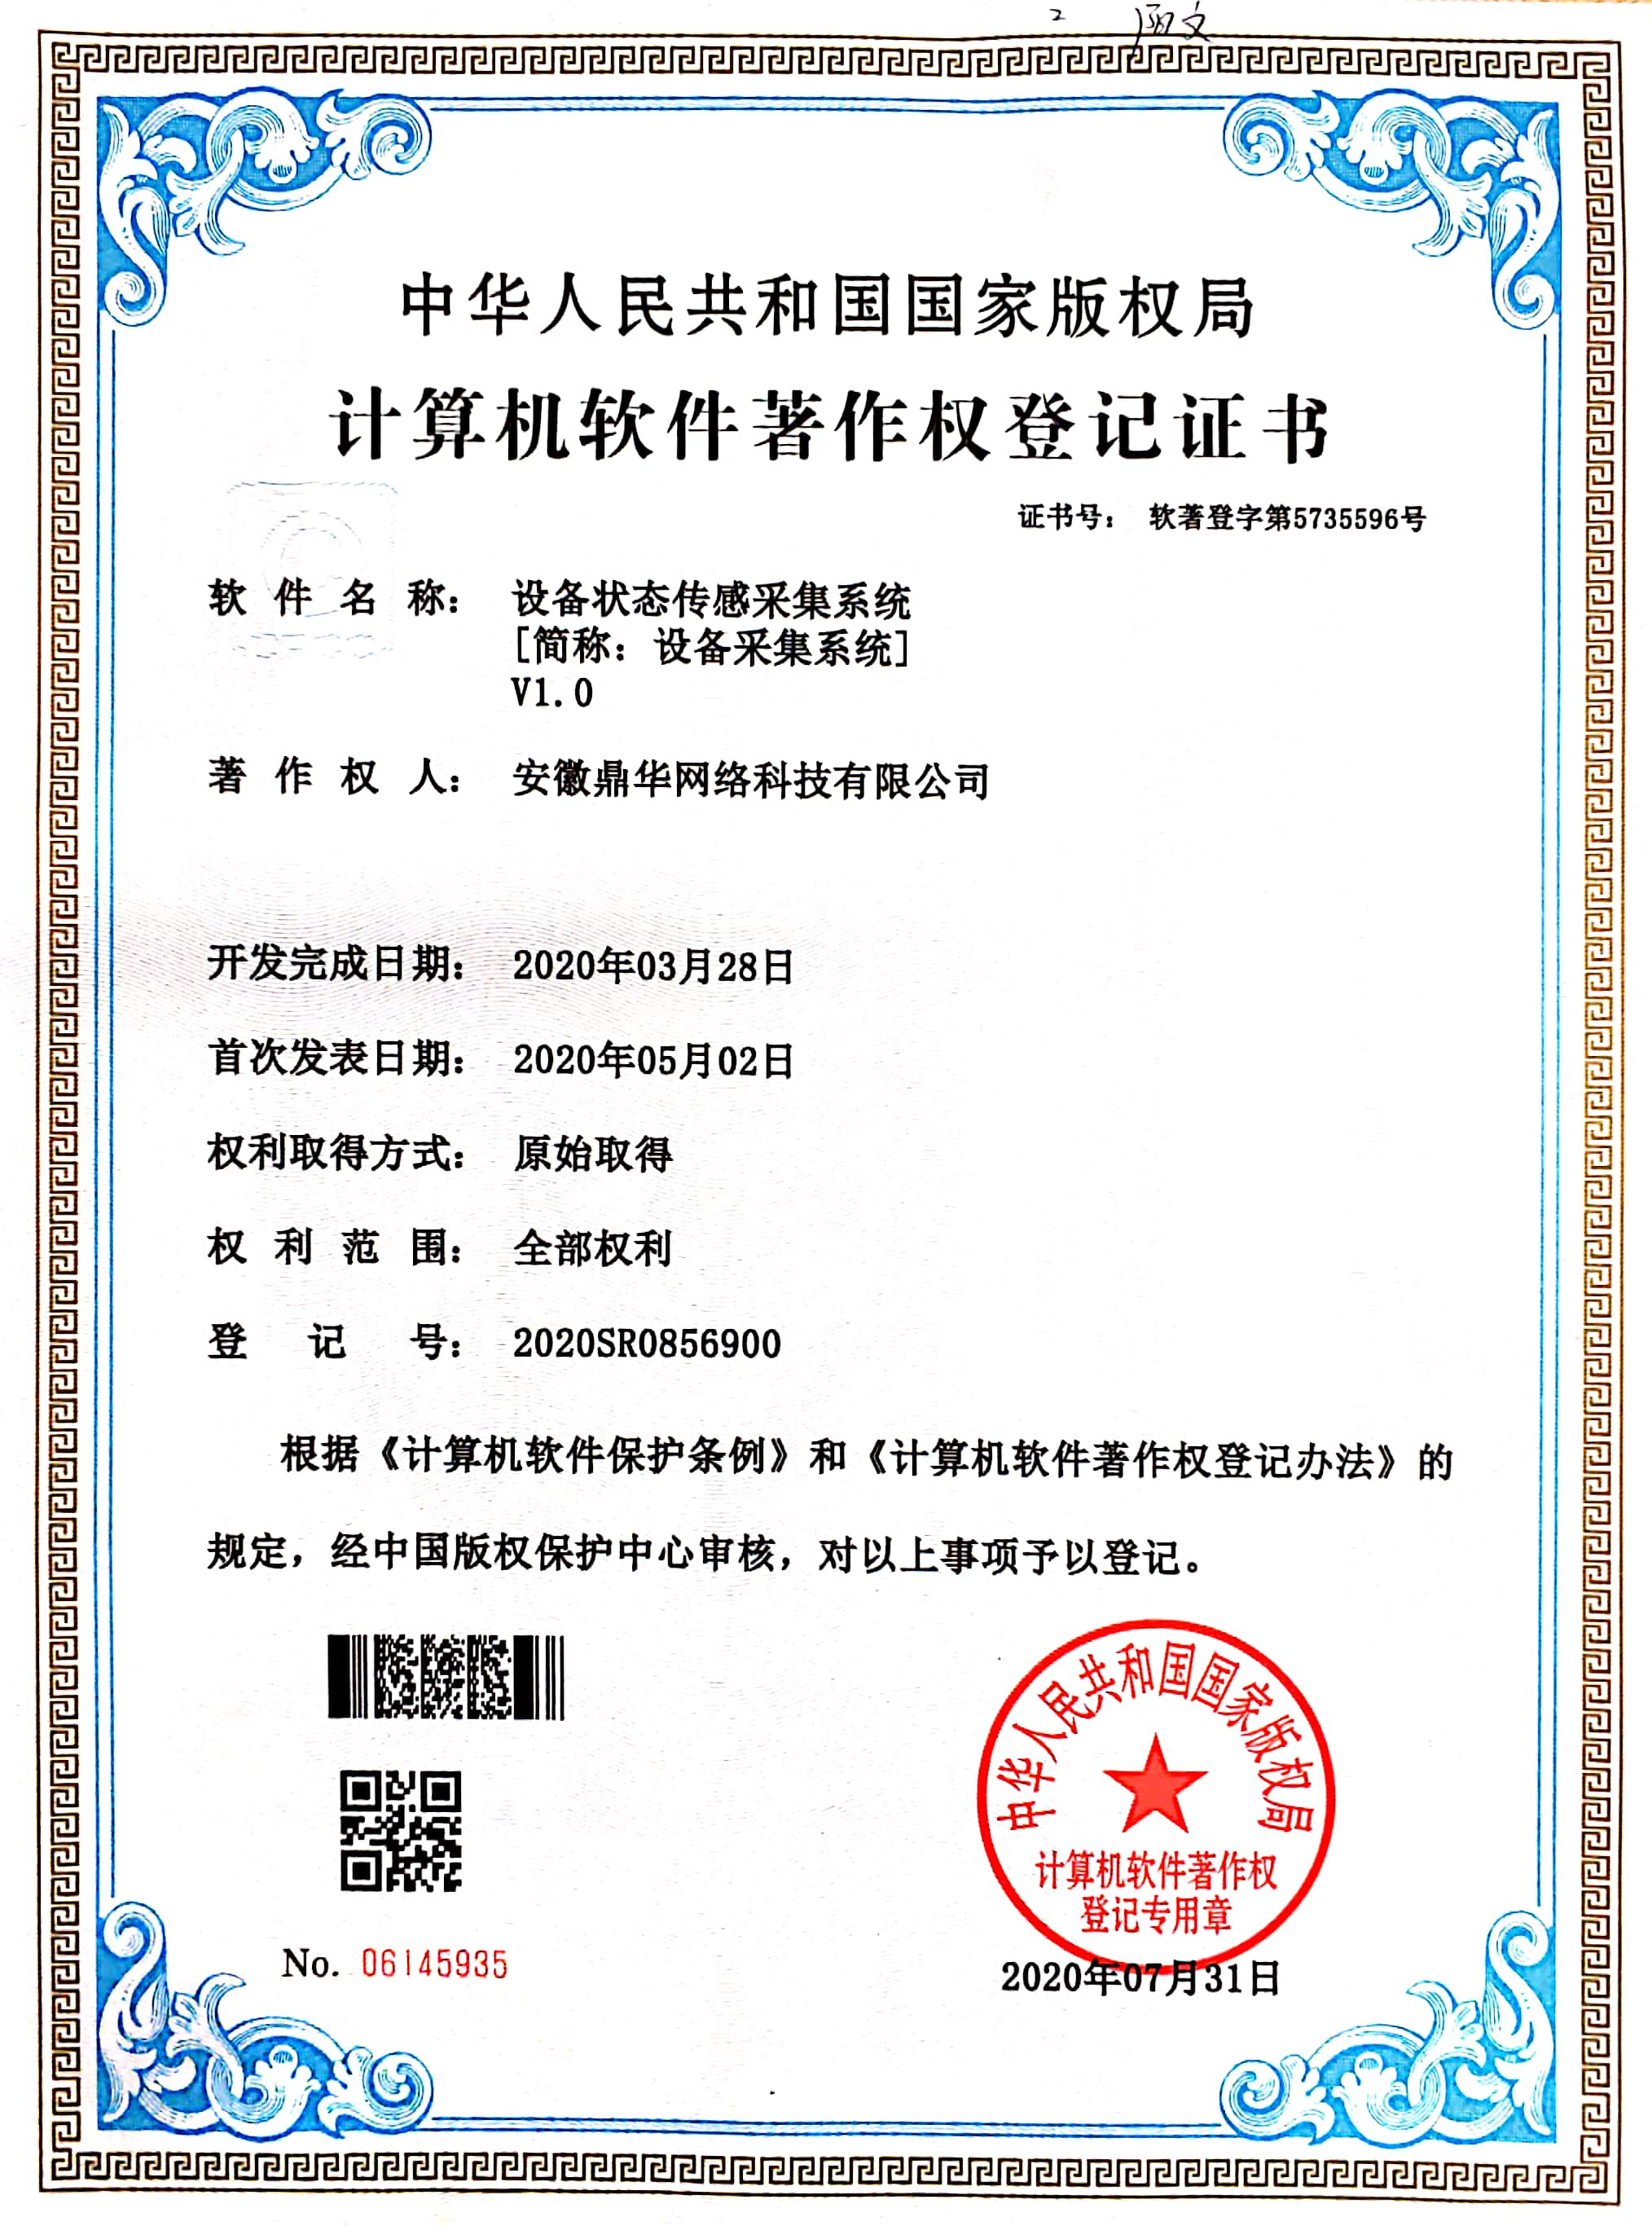 中华人民共和国国家版权局
计算机软件著作权登记证书
证书号： 软著登字第5735596号
软件名称： 设备状态传感采集系统
[简称：设备采集系统]
V1.0
著作权人： 安徽鼎华网络科技有限公司
开发完成日期： 2020年03月28日
首次发表日期： 2020年05月02日
权利取得方式： 原始取得
权利范围： 全部权利
登记号： 2020SR0856900
根据《计算机软件保护条例》和《计算机软件著作权登记办法》的
规定，经中国版权保护中心审核，对以上事项予以登记。
中华人民共和国国家版权局
计算机软件著作权
登记专用章
No. 06145935
2020年07月31日